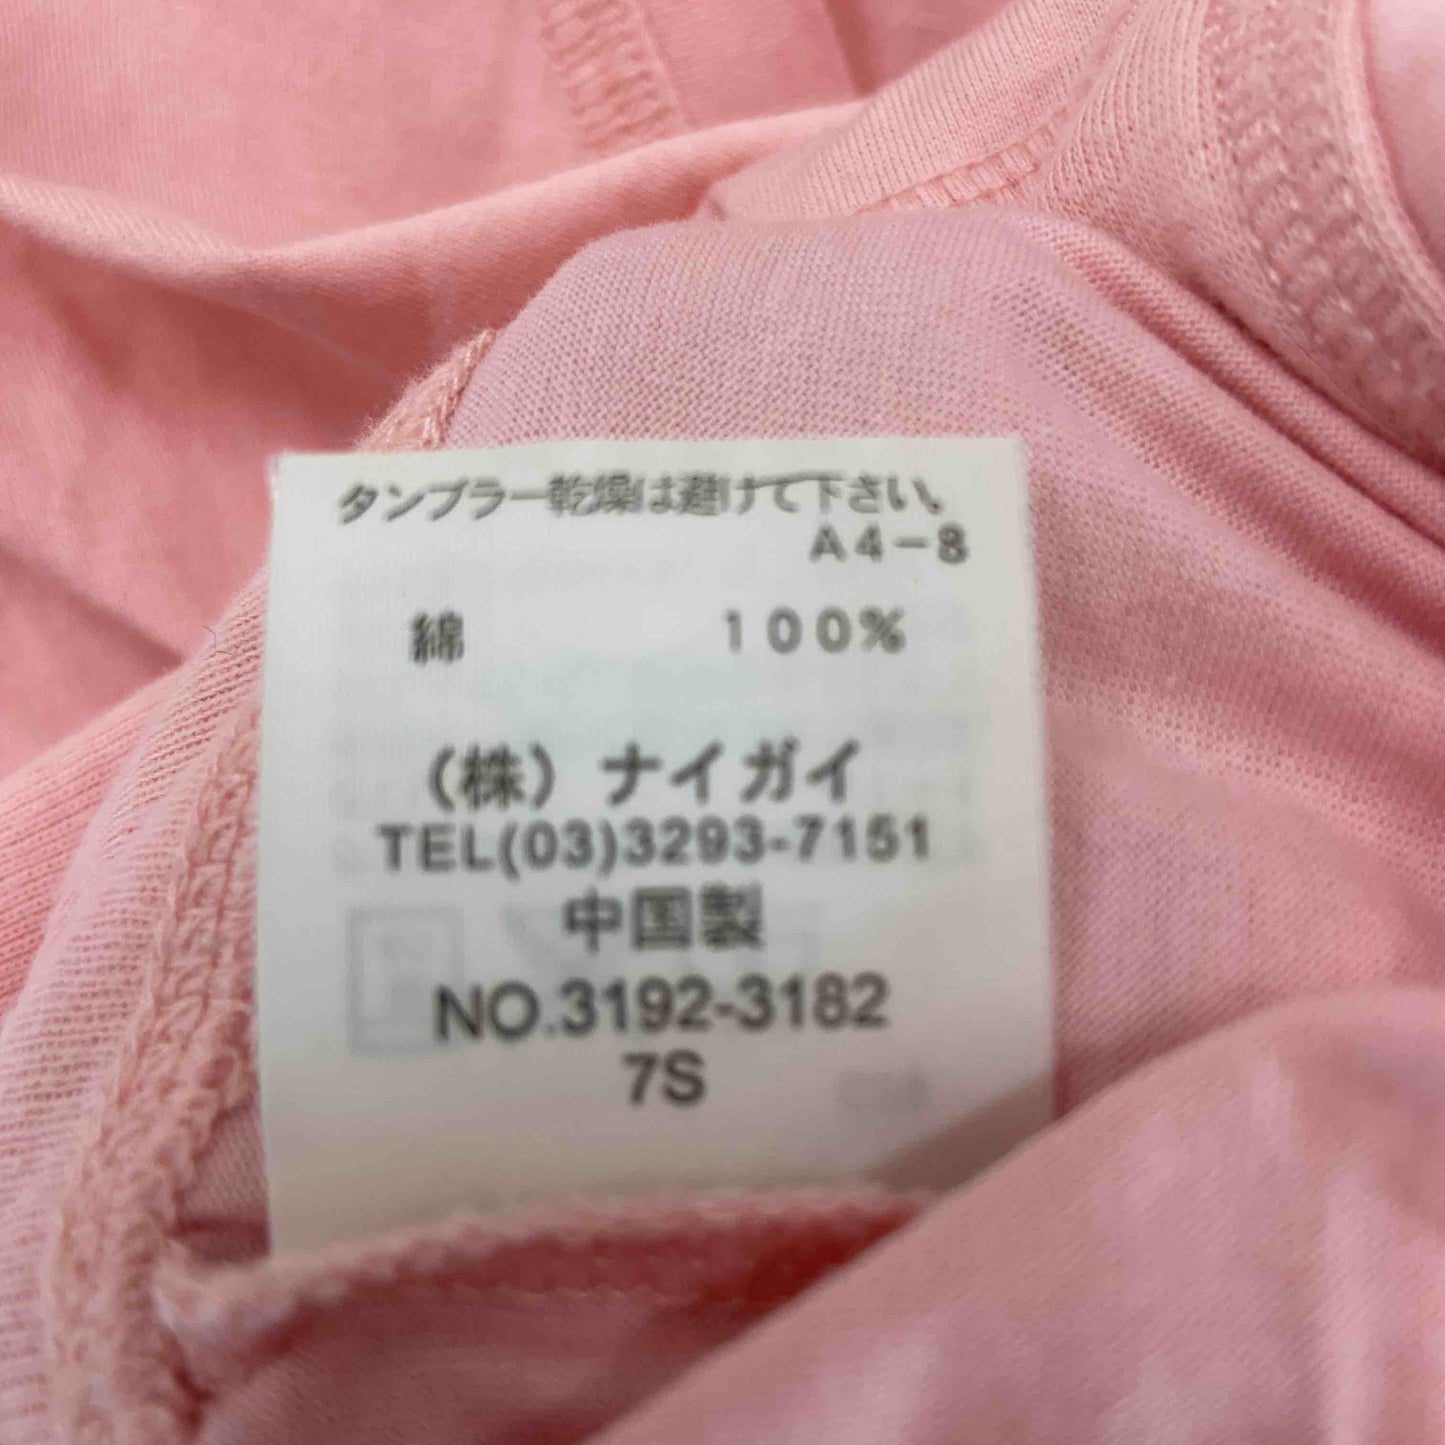 タンブラー乾燥は避けて下さい。
A4-8
綿 100%
(株)ナイガイ
TEL(03)3293-7151
中国製
NO.3192-3182
7S